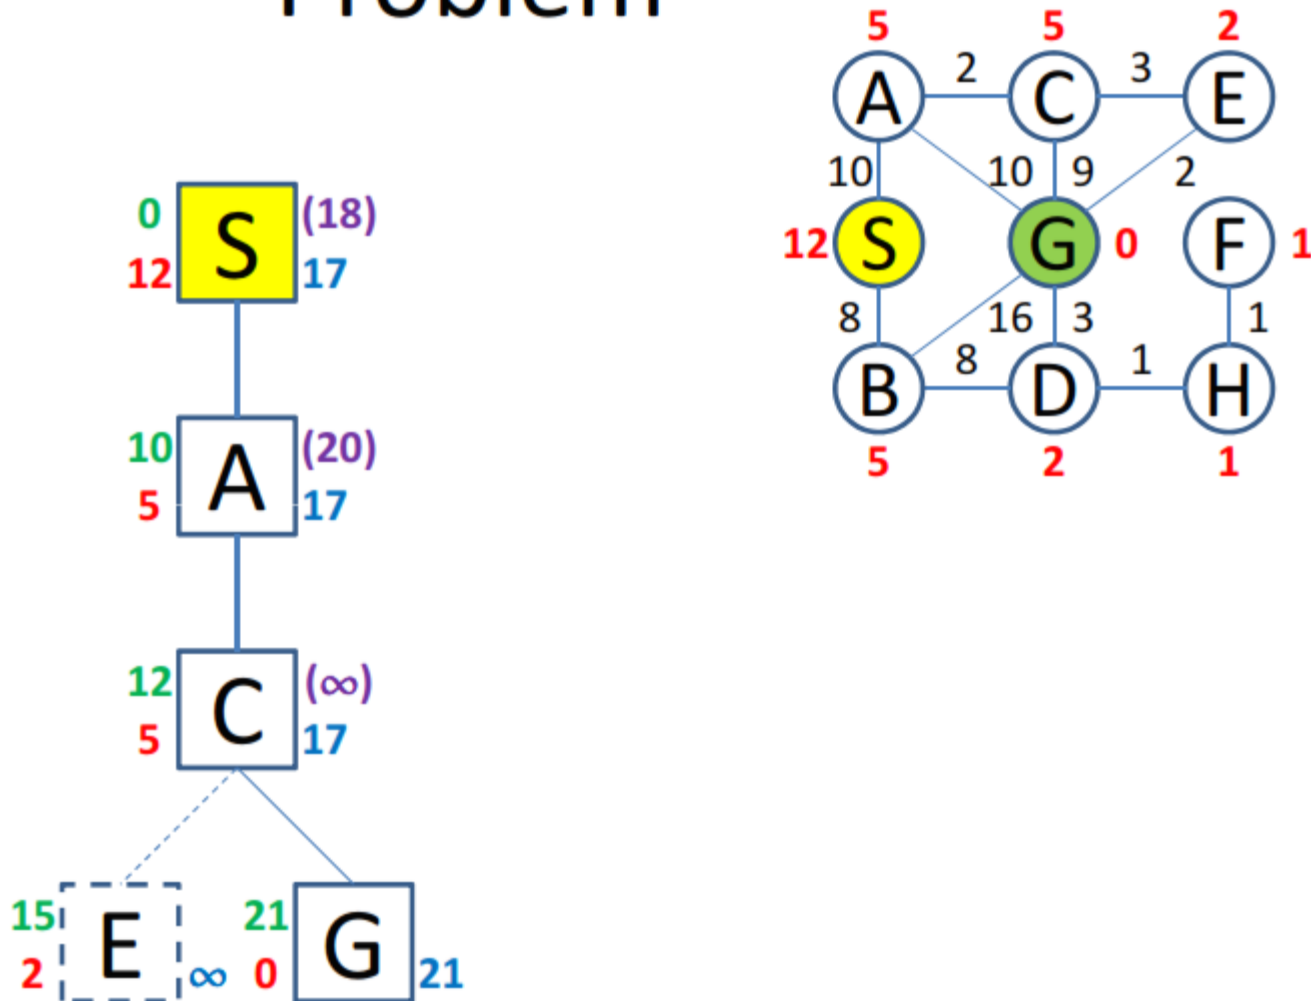 Problem
5 5 2
A 2 C 3 E
10 10 9 2
12 S G 0 F 1
8 16 3 1
B 8 D 1 H
5 2 1
0 S (18)
12 17
10 A (20)
5 17
12 C (∞)
5 17
15 E 21 G
2 ∞ 0 21